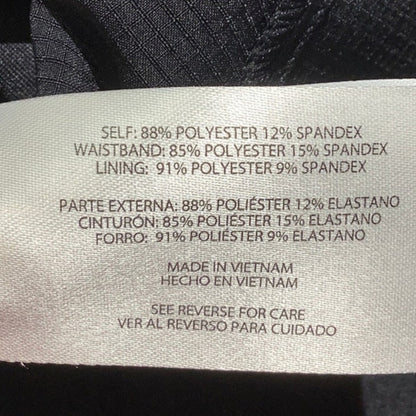 SELF: 88% POLYESTER 12% SPANDEX
WAISTBAND: 85% POLYESTER 15% SPANDEX
LINING: 91% POLYESTER 9% SPANDEX
PARTE EXTERNA: 88% POLIÉSTER 12% ELASTANO
CINTURÓN: 85% POLIÉSTER 15% ELASTANO
FORRO: 91% POLIÉSTER 9% ELASTANO
MADE IN VIETNAM
HECHO EN VIETNAM
SEE REVERSE FOR CARE
VER AL REVERSO PARA CUIDADO